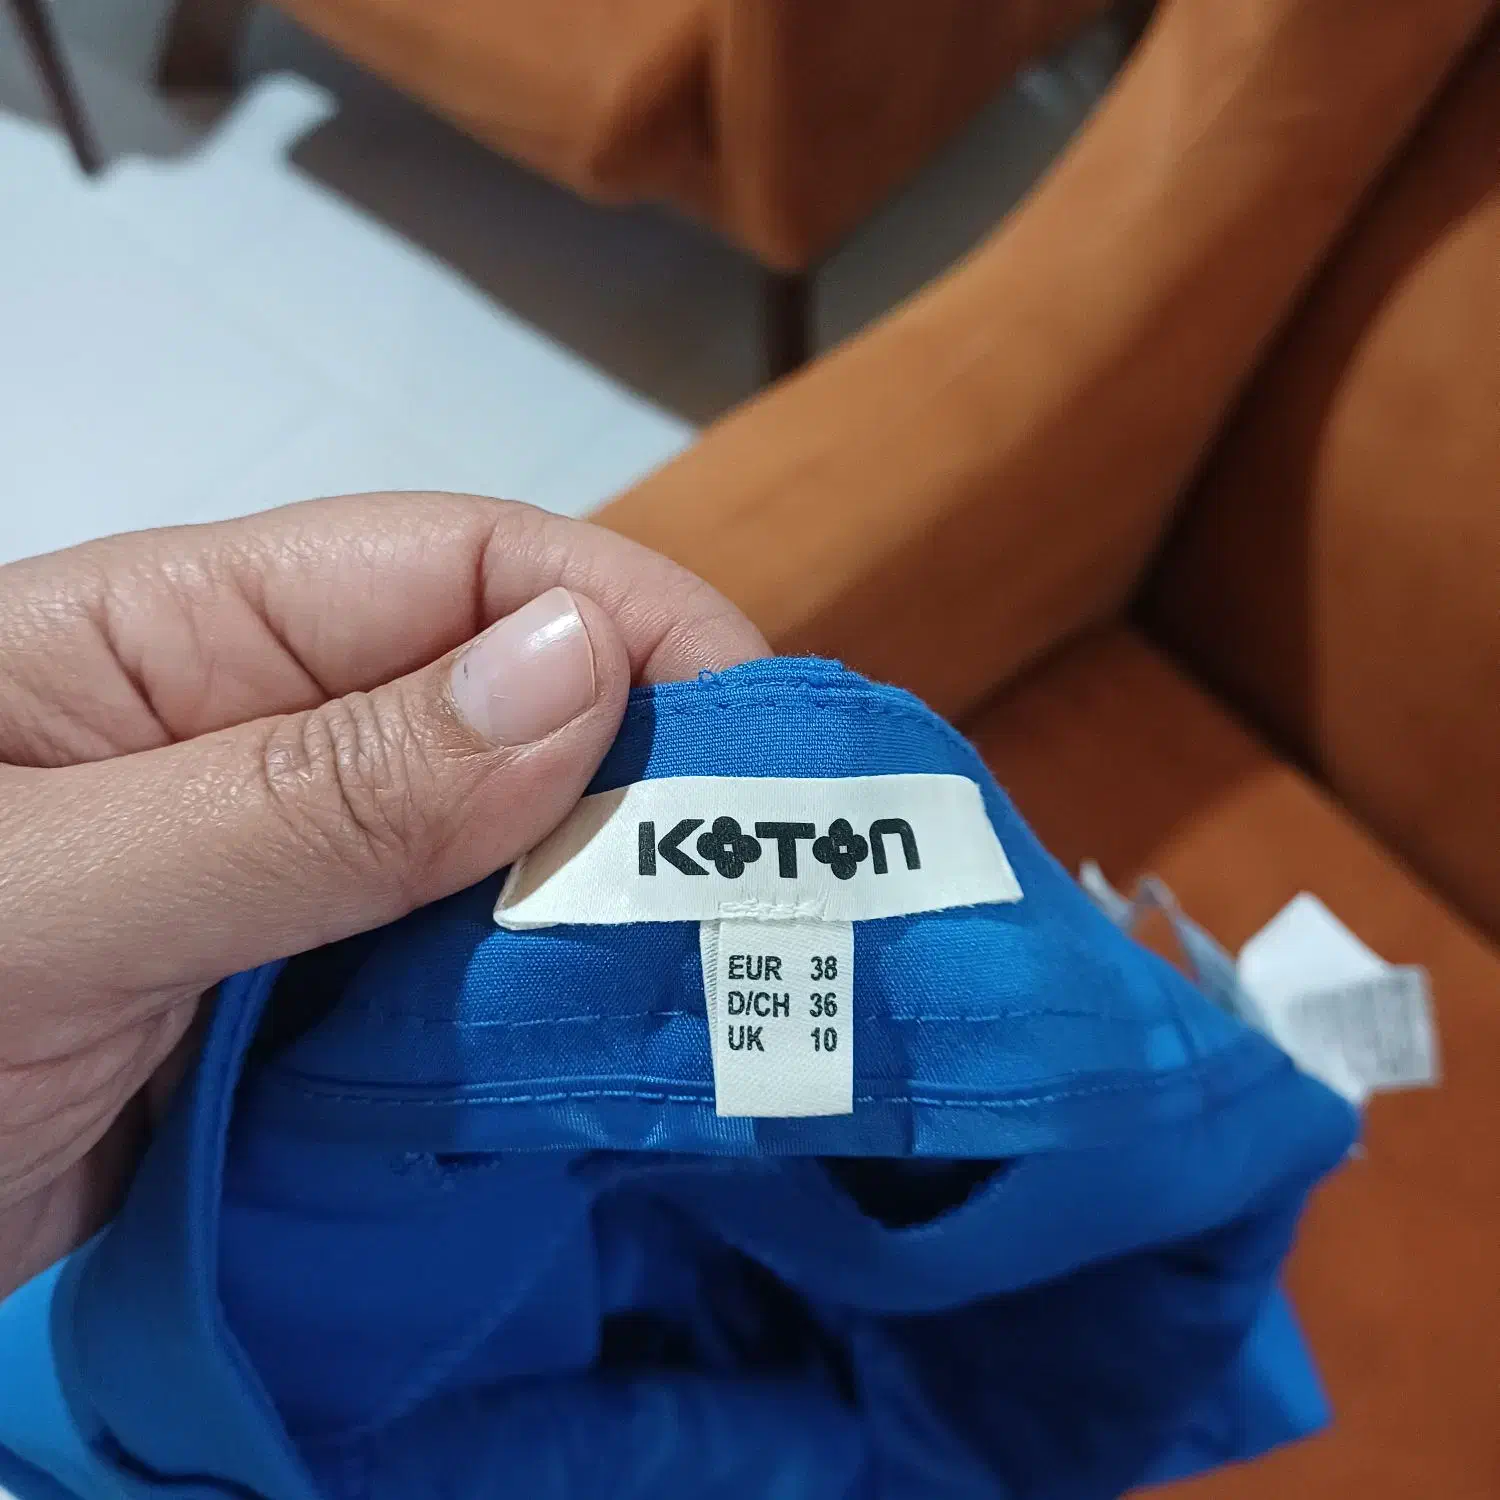 KOTON
EUR 38
D/CH 36
UK 10